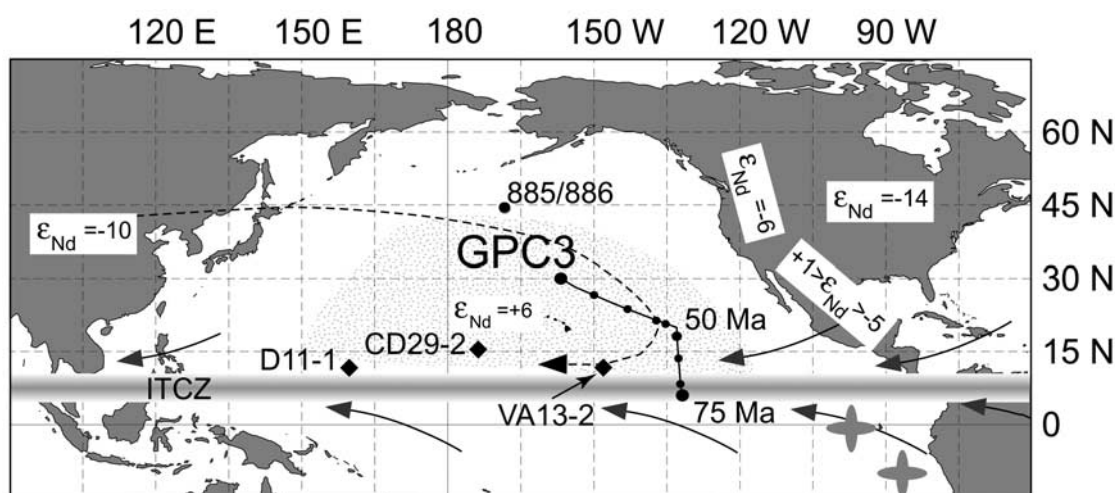 120 E 150 E 180 150 W 120 W 90 W
60 N
885/886
εNd =-6
εNd =-14
45 N
εNd =-10
GPC3
30 N
+1>εNd >-5
εNd =+6
50 Ma
CD29-2
15 N
D11-1
ITCZ
VA13-2
75 Ma
0